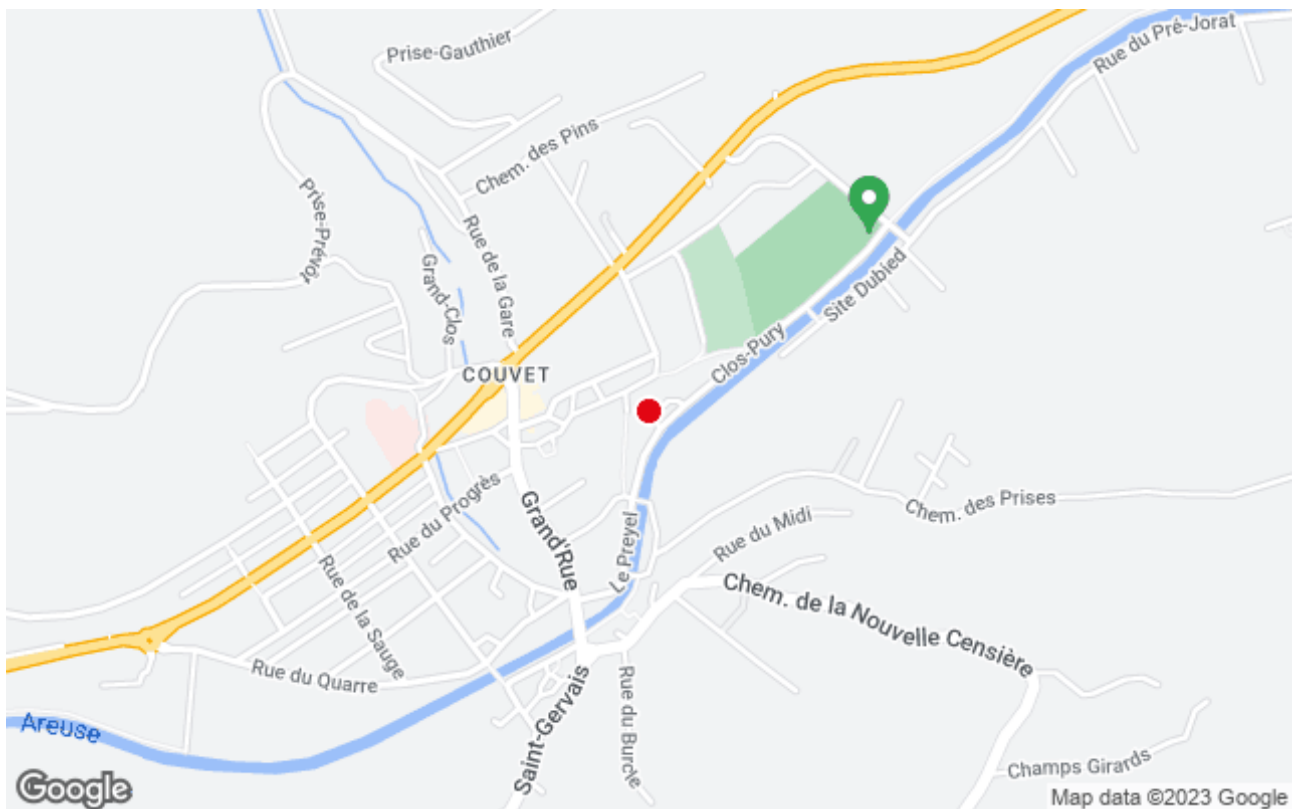 Prise-Gauthier
Rue du Pré-Jorat
Chem. des Pins
Prise-Prévôt
Rue de la Gare
Grand-Clos
Site Dubied
Clos-Pury
COUVET
Rue du Progrès
Grand'Rue
Chem. des Prises
Rue du Midi
Le Preyel
Chem. de la Nouvelle Censière
Rue de la Sauge
Rue du Quarre
Saint-Gervais
Rue du Burcle
Areuse
Champs Girards
Google
Map data ©2023 Google